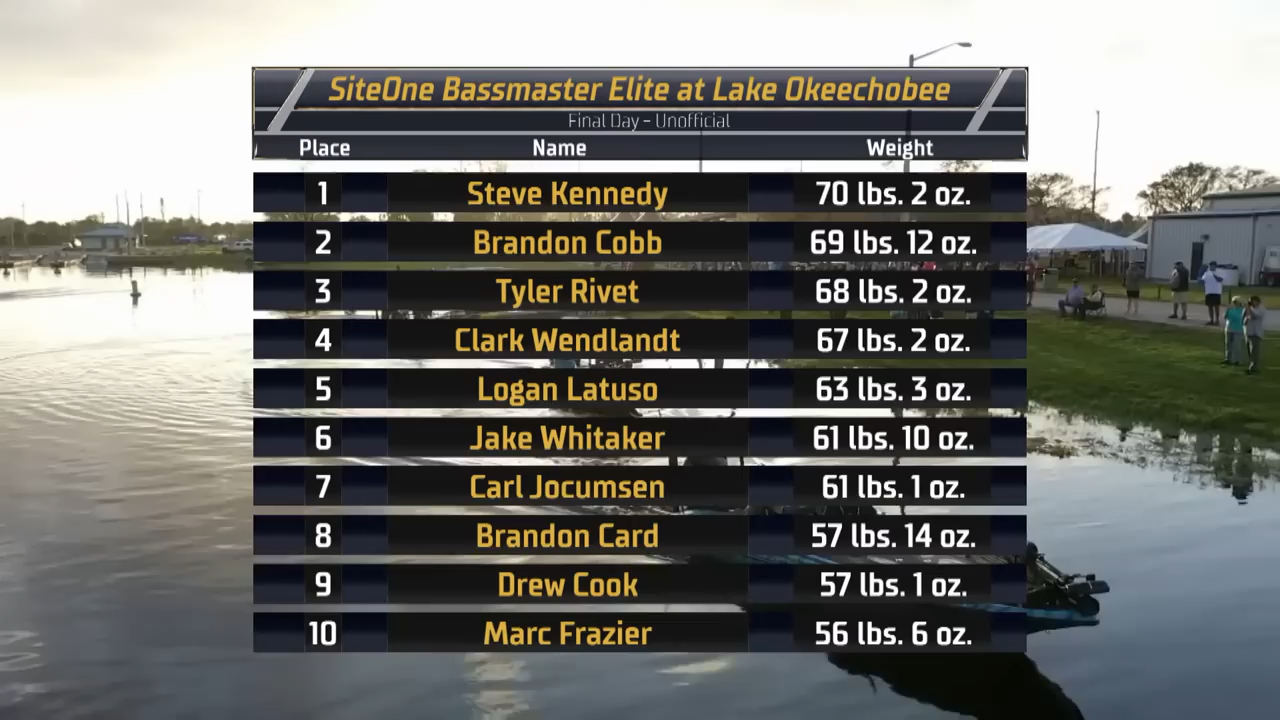 SiteOne Bassmaster Elite at Lake Okeechobee
Final Day - Unofficial
Place Name Weight
1 Steve Kennedy 70 lbs. 2 oz.
2 Brandon Cobb 69 lbs. 12 oz.
3 Tyler Rivet 68 lbs. 2 oz.
4 Clark Wendlandt 67 lbs. 2 oz.
5 Logan Latuso 63 lbs. 3 oz.
6 Jake Whitaker 61 lbs. 10 oz.
7 Carl Jocumsen 61 lbs. 1 oz.
8 Brandon Card 57 lbs. 14 oz.
9 Drew Cook 57 lbs. 1 oz.
10 Marc Frazier 56 lbs. 6 oz.